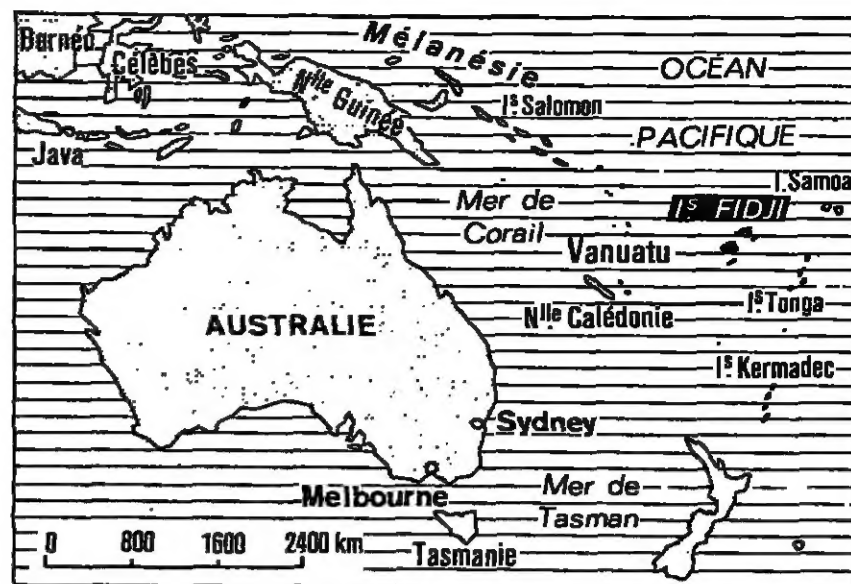 Bornéo
Célèbes
Mélanésie
Nlle Guinée
OCÉAN
PACIFIQUE
Is Salomon
Java
I. Samoa
Is FIDJI
Mer de
Corail
Vanuatu
Nlle Calédonie
Is Tonga
AUSTRALIE
Is Kermadec
Sydney
Melbourne
Mer de
Tasman
Tasmanie
0 800 1600 2400 km